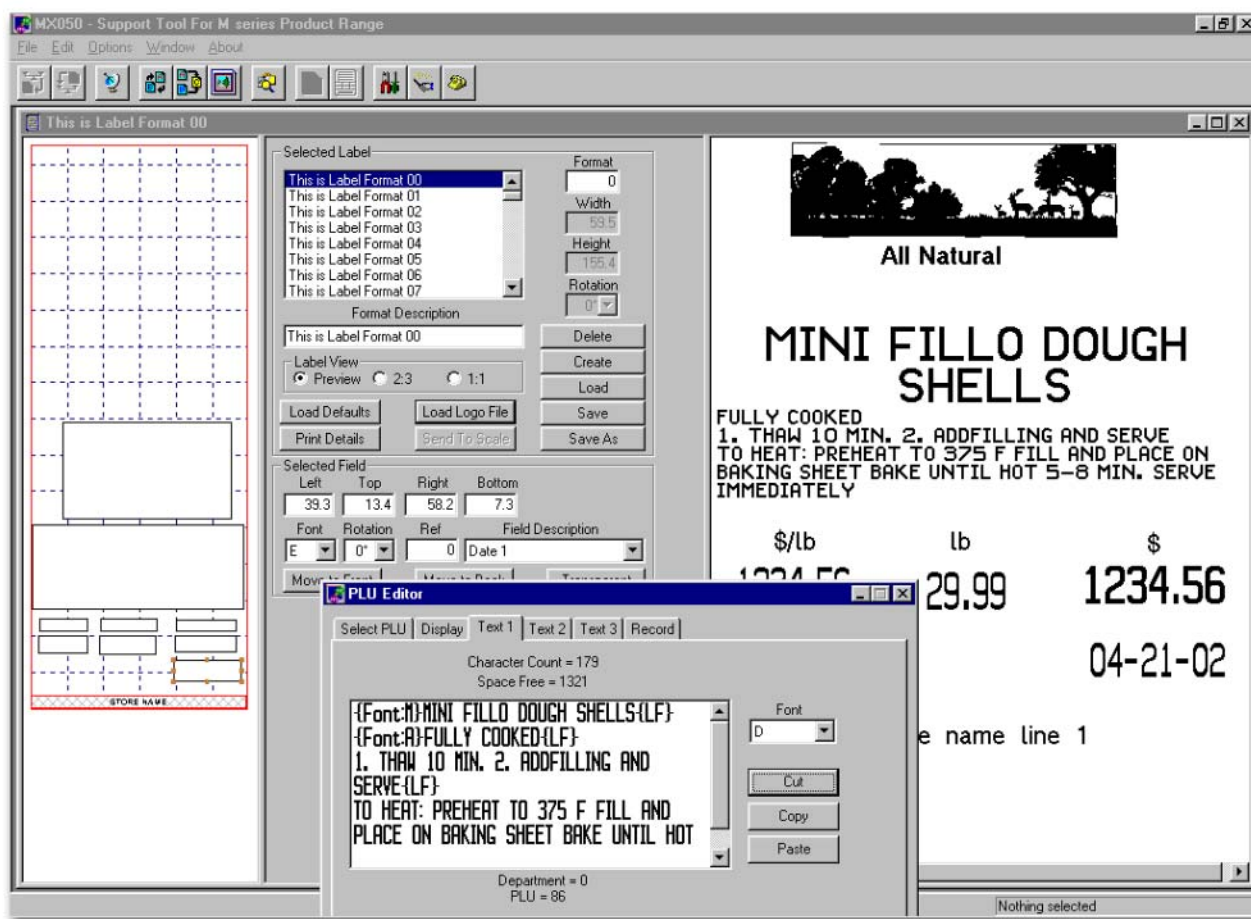 MX050 - Support Tool For M series Product Range
File Edit Options Window About
This is Label Format 00
STORE NAME
Selected Label
This is Label Format 00
This is Label Format 01
This is Label Format 02
This is Label Format 03
This is Label Format 04
This is Label Format 05
This is Label Format 06
This is Label Format 07
Format
0
Width
59.5
Height
155.4
Rotation
0°
Format Description
This is Label Format 00
Label View
Preview 2:3 1:1
Load Defaults Load Logo File
Print Details Send To Scale
Delete
Create
Load
Save
Save As
Selected Field
Left Top Right Bottom
39.3 13.4 58.2 7.3
Font Rotation Ref Field Description
E 0° 0 Date 1
Move to Front Move to Back Transparent
All Natural
MINI FILLO DOUGH
SHELLS
FULLY COOKED
1. THAW 10 MIN. 2. ADDFILLING AND SERVE
TO HEAT: PREHEAT TO 375 F FILL AND PLACE ON
BAKING SHEET BAKE UNTIL HOT 5-8 MIN. SERVE
IMMEDIATELY
$/lb lb $
1234.56 29.99 1234.56
04-21-02
e name line 1
PLU Editor
Select PLU Display Text 1 Text 2 Text 3 Record
Character Count = 179
Space Free = 1321
{Font:M}MINI FILLO DOUGH SHELLS{LF}
{Font:A}FULLY COOKED{LF}
1. THAW 10 MIN. 2. ADDFILLING AND
SERVE{LF}
TO HEAT: PREHEAT TO 375 F FILL AND
PLACE ON BAKING SHEET BAKE UNTIL HOT
Font
D
Cut
Copy
Paste
Department = 0
PLU = 86
Nothing selected